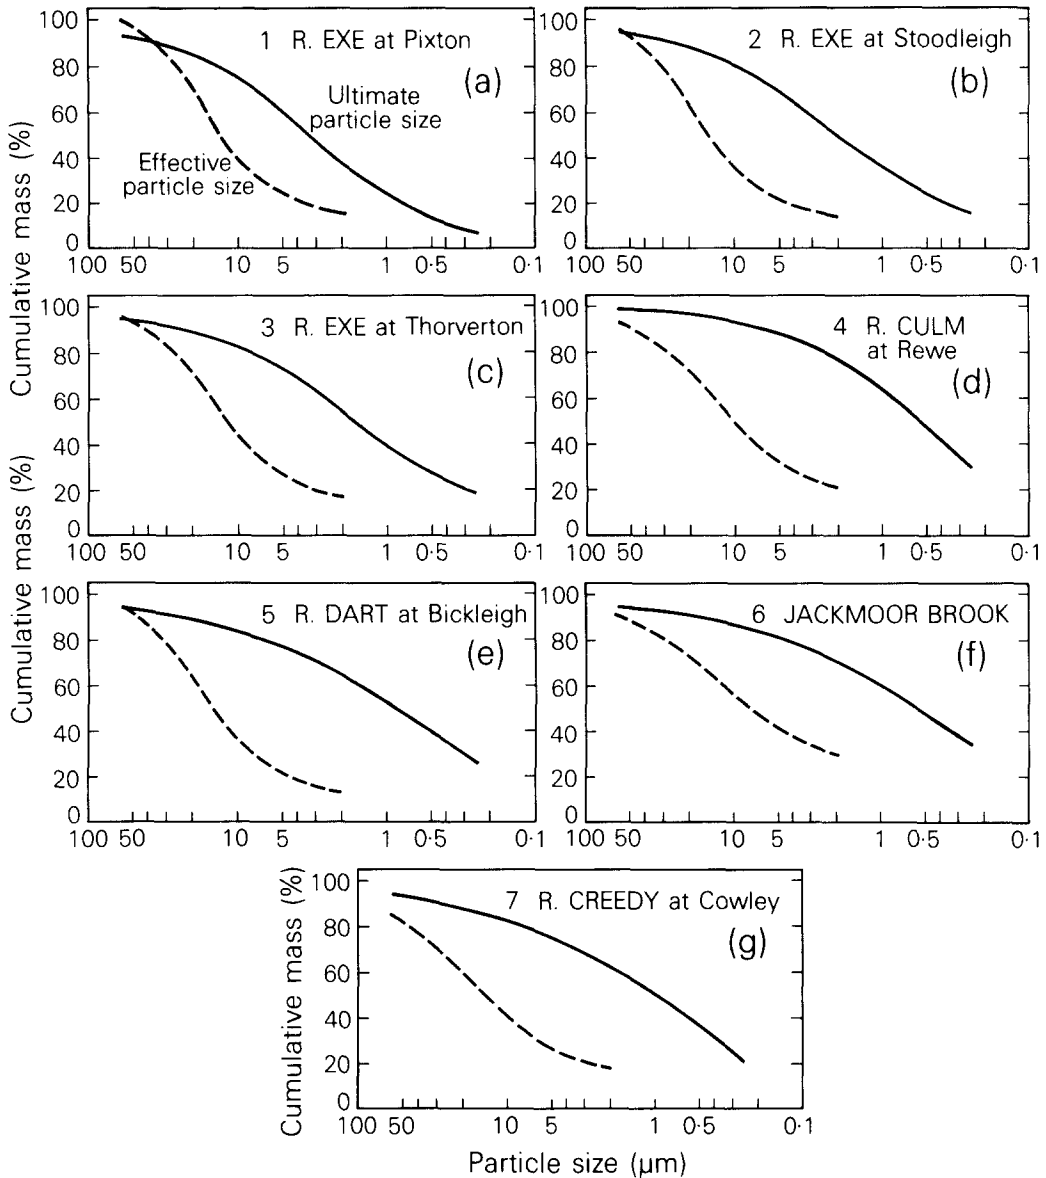 Cumulative mass (%)
100
80
60
40
20
0
1 R. EXE at Pixton
(a)
Ultimate
particle size
Effective
particle size
100 50 10 5 1 0·5 0·1
100
80
60
40
20
0
2 R. EXE at Stoodleigh
(b)
100 50 10 5 1 0·5 0·1
Cumulative mass (%)
100
80
60
40
20
0
3 R. EXE at Thorverton
(c)
100 50 10 5 1 0·5 0·1
100
80
60
40
20
0
4 R. CULM
at Rewe
(d)
100 50 10 5 1 0·5 0·1
100
80
60
40
20
0
5 R. DART at Bickleigh
(e)
100 50 10 5 1 0·5 0·1
100
80
60
40
20
0
6 JACKMOOR BROOK
(f)
100 50 10 5 1 0·5 0·1
Cumulative mass (%)
100
80
60
40
20
0
7 R. CREEDY at Cowley
(g)
100 50 10 5 1 0·5 0·1
Particle size (μm)